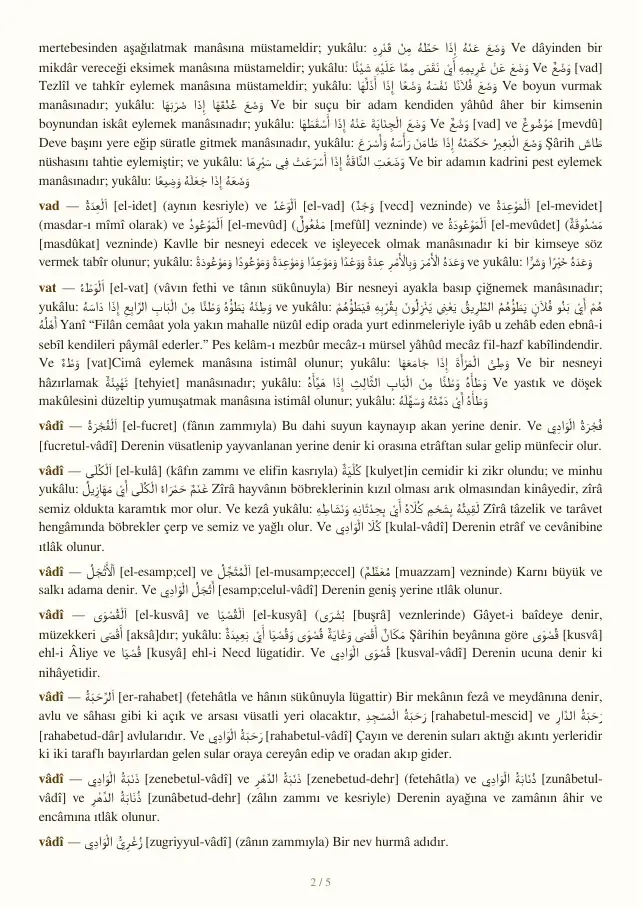 mertebesinden aşağılatmak manâsına müstameldir; yukâlu: وَضَعَ عَنْهُ إِذَا حَطَّهُ مِنْ قَدْرِهِ Ve dâyinden bir
mikdâr vereceği eksimek manâsına müstameldir; yukâlu: وَضَعَ عَنْ غَرِيمِهِ أَيْ نَقَصَ مِمَّا عَلَيْهِ شَيْئًا Ve وَضْعٌ [vad]
Tezlîl ve tahkîr eylemek manâsına müstameldir; yukâlu: وَضَعَ فُلَانًا نَفْسَهُ وَضْعًا إِذَا أَذَلَّهَا Ve boyun vurmak
manâsınadır; yukâlu: وَضَعَ عُنُقَهَا إِذَا ضَرَبَهَا Ve bir suçu bir adam kendiden yâhûd âher bir kimsenin
boynundan iskât eylemek manâsınadır; yukâlu: وَضَعَ الْجِنَايَةَ عَنْهُ أَيْ أَسْقَطَهَا Ve وَضْعٌ [vad] ve مَوْضُوعٌ [mevdû]
Deve başını yere eğip süratle gitmek manâsınadır, yukâlu: وَضَعَ الْبَعِيرُ حَكَمَتَهُ إِذَا طَامَنَ رَأْسَهُ وَأَسْرَعَ Şârih طَاشَ
nüshasını tahtie eylemiştir; ve yukâlu: وَضَعَتِ النَّاقَةُ إِذَا أَسْرَعَتْ فِي سَيْرِهَا Ve bir adamın kadrini pest eylemek
manâsınadır; yukâlu: وَضَعَهُ إِذَا جَعَلَهُ وَضِيعًا
vad — اَلْعِدَةُ [el-idet] (aynın kesriyle) ve اَلْوَعْدُ [el-vad] (وَجْدٌ [vecd] vezninde) ve اَلْمَوْعِدَةُ [el-mevidet]
(masdar-ı mîmî olarak) ve اَلْمَوْعُودُ [el-mevûd] (مَفْعُولٌ [mefûl] vezninde) ve اَلْمَوْعُودَةُ [el-mevûdet] (مَصْدُوقَةٌ
[masdûkat] vezninde) Kavlle bir nesneyi edecek ve işleyecek olmak manâsınadır ki bir kimseye söz
vermek tabîr olunur; yukâlu: وَعَدَهُ الْأَمْرَ وَبِالْأَمْرِ عِدَةً وَوَعْدًا وَمَوْعِدًا وَمَوْعِدَةً وَمَوْعُودًا وَمَوْعُودَةً ve yukâlu: وَعَدَهُ خَيْرًا وَشَرًّا
vat — اَلْوَطْءُ [el-vat] (vâvın fethi ve tânın sükûnuyla) Bir nesneyi ayakla basıp çiğnemek manâsınadır;
yukâlu: وَطِئَهُ يَطَؤُهُ وَطْئًا مِنَ الْبَابِ الرَّابِعِ إِذَا دَاسَهُ ve yukâlu: هُمْ أَيْ بَنُو فُلَانٍ يَطَؤُهُمُ الطَّرِيقُ يَعْنِي يَنْزِلُونَ بِقُرْبِهِ فَيَطَؤُهُمْ
أَهْلُهُ Yanî “Filân cemâat yola yakın mahalle nüzûl edip orada yurt edinmeleriyle iyâb u zehâb eden ebnâ-i
sebîl kendileri pâymâl ederler.” Pes kelâm-ı mezbûr mecâz-ı mürsel yâhûd mecâz fil-hazf kabîlindendir.
Ve وَطْءٌ [vat]Cimâ eylemek manâsına istimâl olunur; yukâlu: وَطِئَ الْمَرْأَةَ إِذَا جَامَعَهَا Ve bir nesneyi
hâzırlamak تَهْيِئَةٌ [tehyiet] manâsınadır; yukâlu: وَطَأَهُ وَطْئًا مِنَ الْبَابِ الثَّالِثِ إِذَا هَيَّأَهُ Ve yastık ve döşek
makûlesini düzeltip yumuşatmak manâsına istimâl olunur; yukâlu: وَطَأَهُ أَيْ دَمَّثَهُ وَسَهَّلَهُ
vâdî — اَلْفُجْرَةُ [el-fucret] (fânın zammıyla) Bu dahi suyun kaynayıp akan yerine denir. Ve فُجْرَةُ الْوَادِي
[fucretul-vâdî] Derenin vüsatlenip yayvanlanan yerine denir ki orasına etrâftan sular gelip münfecir olur.
vâdî — اَلْكُلَى [el-kulâ] (kâfın zammı ve elifin kasrıyla) كُلْيَةٌ [kulyet]in cemidir ki zikr olundu; ve minhu
yukâlu: غَنَمٌ حَمْرَاءُ الْكُلَى أَيْ مَهَازِيلُ Zîrâ hayvânın böbreklerinin kızıl olması arık olmasından kinâyedir, zîrâ
semiz oldukta karamtık mor olur. Ve kezâ yukâlu: لَقِيتُهُ بِشَحْمِ كُلَاهُ أَيْ بِحِدْثَانِهِ وَنَشَاطِهِ Zîrâ tâzelik ve tarâvet
hengâmında böbrekler çerp ve semiz ve yağlı olur. Ve كُلَا الْوَادِي [kulal-vâdî] Derenin etrâf ve cevânibine
ıtlâk olunur.
vâdî — اَلْأَثْجَلُ [el-esamp;cel] ve اَلْمُثَجَّلُ [el-musamp;eccel] (مُعَظَّمٌ [muazzam] vezninde) Karnı büyük ve
salkı adama denir. Ve أَثْجَلُ الْوَادِي [esamp;celul-vâdî] Derenin geniş yerine ıtlâk olunur.
vâdî — اَلْقُصْوَى [el-kusvâ] ve اَلْقُصْيَا [el-kusyâ] (بُشْرَى [buşrâ] veznlerinde) Gâyet-i baîdeye denir,
müzekkeri أَقْصَى [aksâ]dır; yukâlu: مَكَانٌ أَقْصَى وَغَايَةٌ قُصْوَى وَقُصْيَا أَيْ بَعِيدَةٌ Şârihin beyânına göre قُصْوَى [kusvâ]
ehl-i Âliye ve قُصْيَا [kusyâ] ehl-i Necd lügatidir. Ve قُصْوَى الْوَادِي [kusval-vâdî] Derenin ucuna denir ki
nihâyetidir.
vâdî — اَلرَّحْبَةُ [er-rahabet] (fetehâtla ve hânın sükûnuyla lügattir) Bir mekânın fezâ ve meydânına denir,
avlu ve sâhası gibi ki açık ve arsası vüsatli yeri olacaktır, رَحَبَةُ الْمَسْجِدِ [rahabetul-mescid] ve رَحَبَةُ الدَّارِ
[rahabetud-dâr] avlularıdır. Ve رَحَبَةُ الْوَادِي [rahabetul-vâdî] Çayın ve derenin suları aktığı akıntı yerleridir
ki iki taraflı bayırlardan gelen sular oraya cereyân edip ve oradan akıp gider.
vâdî — ذَنَبَةُ الْوَادِي [zenebetul-vâdî] ve ذَنَبَةُ الدَّهْرِ [zenebetud-dehr] (fetehâtla) ve ذُنَابَةُ الْوَادِي [zunâbetul-
vâdî] ve ذُنَابَةُ الدَّهْرِ [zunâbetud-dehr] (zâlın zammı ve kesriyle) Derenin ayağına ve zamânın âhir ve
encâmına ıtlâk olunur.
vâdî — زُغْرِيُّ الْوَادِي [zugriyyul-vâdî] (zânın zammıyla) Bir nev hurmâ adıdır.
2 / 5